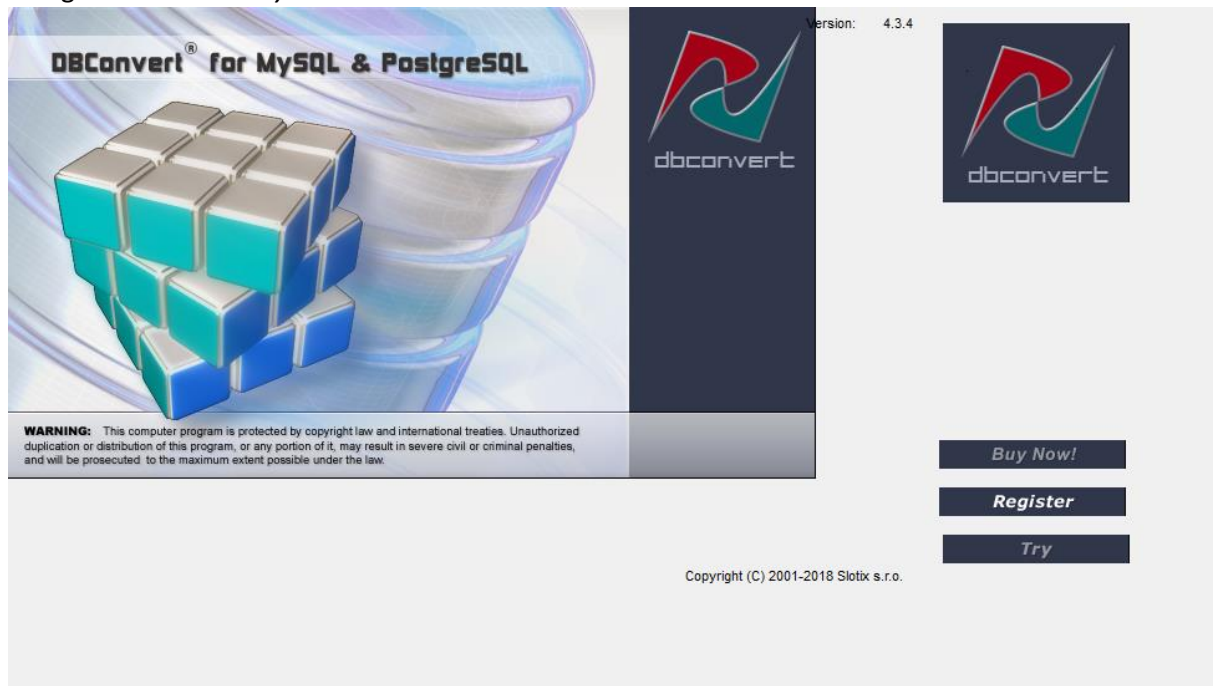 Version: 4.3.4
DBConvert® for MySQL & PostgreSQL
dbconvert
dbconvert
WARNING: This computer program is protected by copyright law and international treaties. Unauthorized
duplication or distribution of this program, or any portion of it, may result in severe civil or criminal penalties,
and will be prosecuted to the maximum extent possible under the law.
Buy Now!
Register
Try
Copyright (C) 2001-2018 Slotix s.r.o.